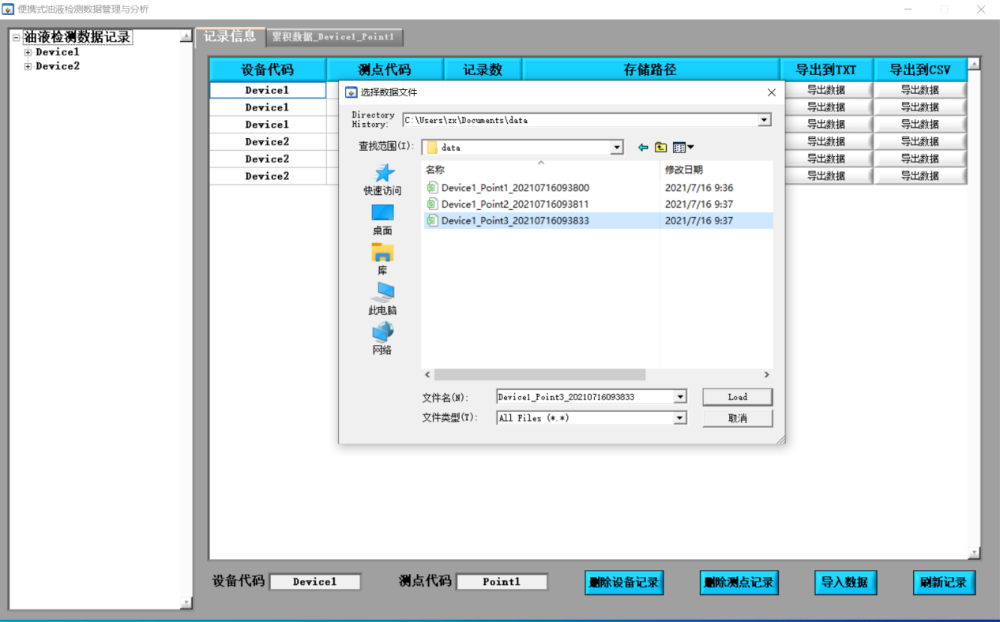 便携式油液检测数据管理与分析
油液检测数据记录
Device1
Device2
记录信息 累积数据_Device1_Point1
设备代码 测点代码 记录数 存储路径 导出到TXT 导出到CSV
Device1 导出数据 导出数据
Device1 导出数据 导出数据
Device1 导出数据 导出数据
Device2 导出数据 导出数据
Device2 导出数据 导出数据
Device2 导出数据 导出数据
选择数据文件
Directory History: C:\Users\zx\Documents\data
查找范围(I): data
快速访问
桌面
库
此电脑
网络
名称 修改日期
Device1_Point1_20210716093800 2021/7/16 9:36
Device1_Point2_20210716093811 2021/7/16 9:37
Device1_Point3_20210716093833 2021/7/16 9:37
文件名(N): Device1_Point3_20210716093833 Load
文件类型(T): All Files (*.*) 取消
设备代码 Device1 测点代码 Point1 删除设备记录 删除测点记录 导入数据 刷新记录